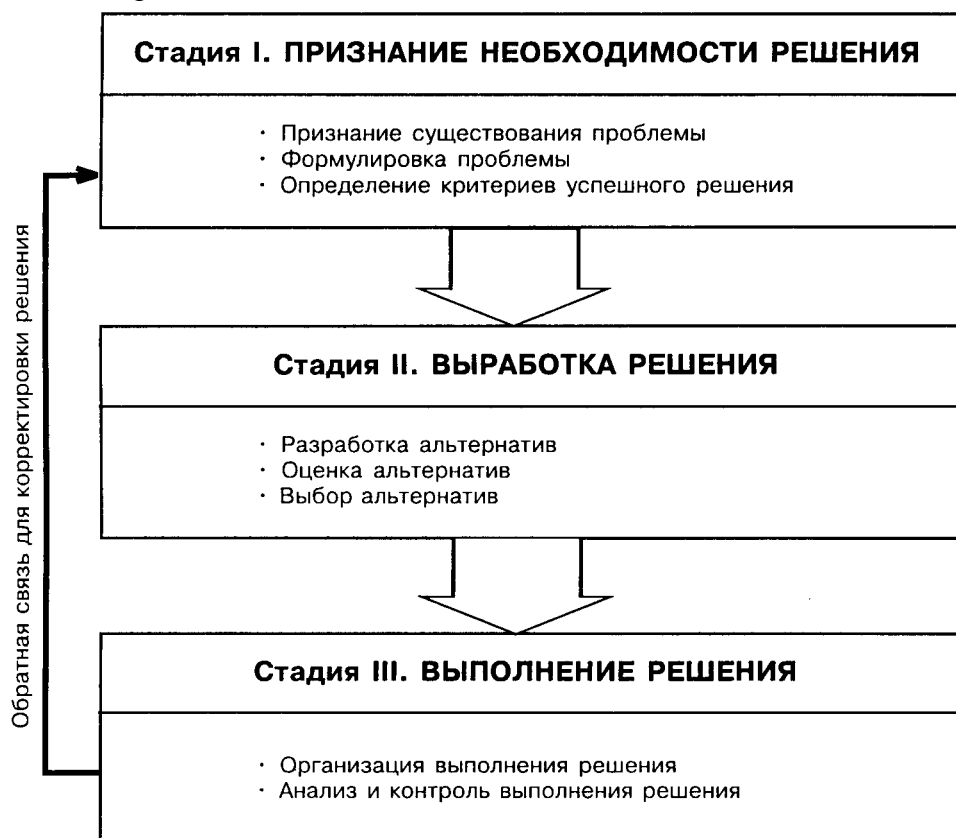 Стадия I. ПРИЗНАНИЕ НЕОБХОДИМОСТИ РЕШЕНИЯ
· Признание существования проблемы
· Формулировка проблемы
· Определение критериев успешного решения
Стадия II. ВЫРАБОТКА РЕШЕНИЯ
· Разработка альтернатив
· Оценка альтернатив
· Выбор альтернатив
Стадия III. ВЫПОЛНЕНИЕ РЕШЕНИЯ
· Организация выполнения решения
· Анализ и контроль выполнения решения
Обратная связь для корректировки решения